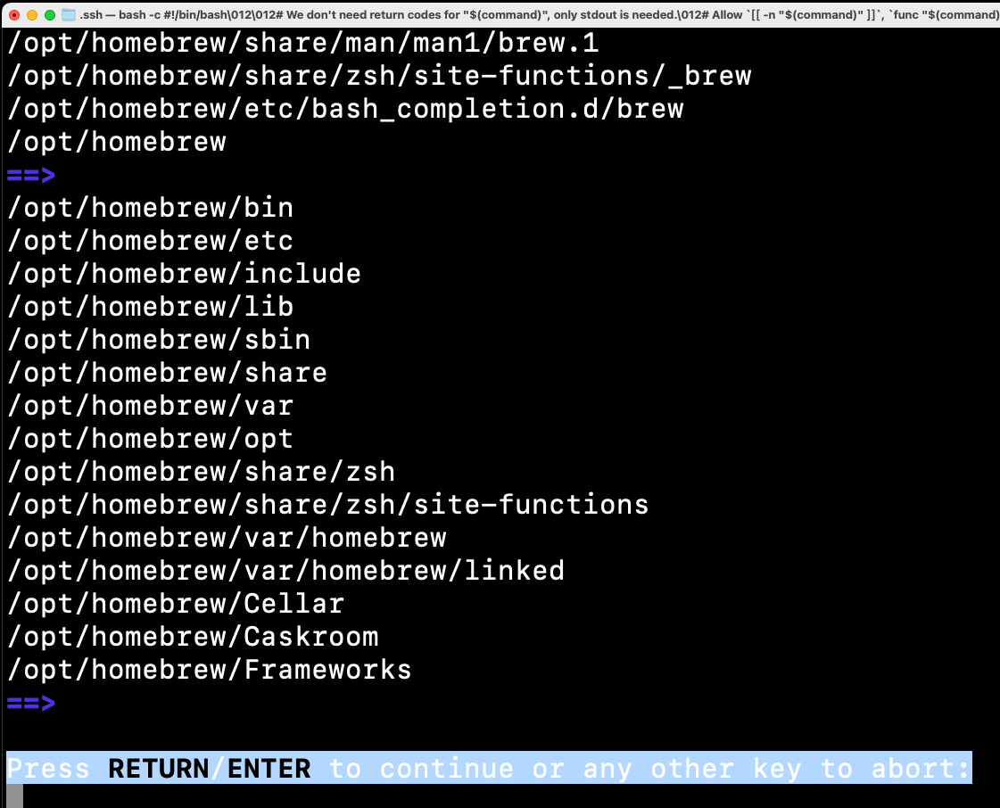 .ssh — bash -c #!/bin/bash\012\012# We don't need return codes for "$(command)", only stdout is needed.\012# Allow `[[ -n "$(command)" ]]`, `func "$(command)
/opt/homebrew/share/man/man1/brew.1
/opt/homebrew/share/zsh/site-functions/_brew
/opt/homebrew/etc/bash_completion.d/brew
/opt/homebrew
==>
/opt/homebrew/bin
/opt/homebrew/etc
/opt/homebrew/include
/opt/homebrew/lib
/opt/homebrew/sbin
/opt/homebrew/share
/opt/homebrew/var
/opt/homebrew/opt
/opt/homebrew/share/zsh
/opt/homebrew/share/zsh/site-functions
/opt/homebrew/var/homebrew
/opt/homebrew/var/homebrew/linked
/opt/homebrew/Cellar
/opt/homebrew/Caskroom
/opt/homebrew/Frameworks
==>
Press RETURN/ENTER to continue or any other key to abort: